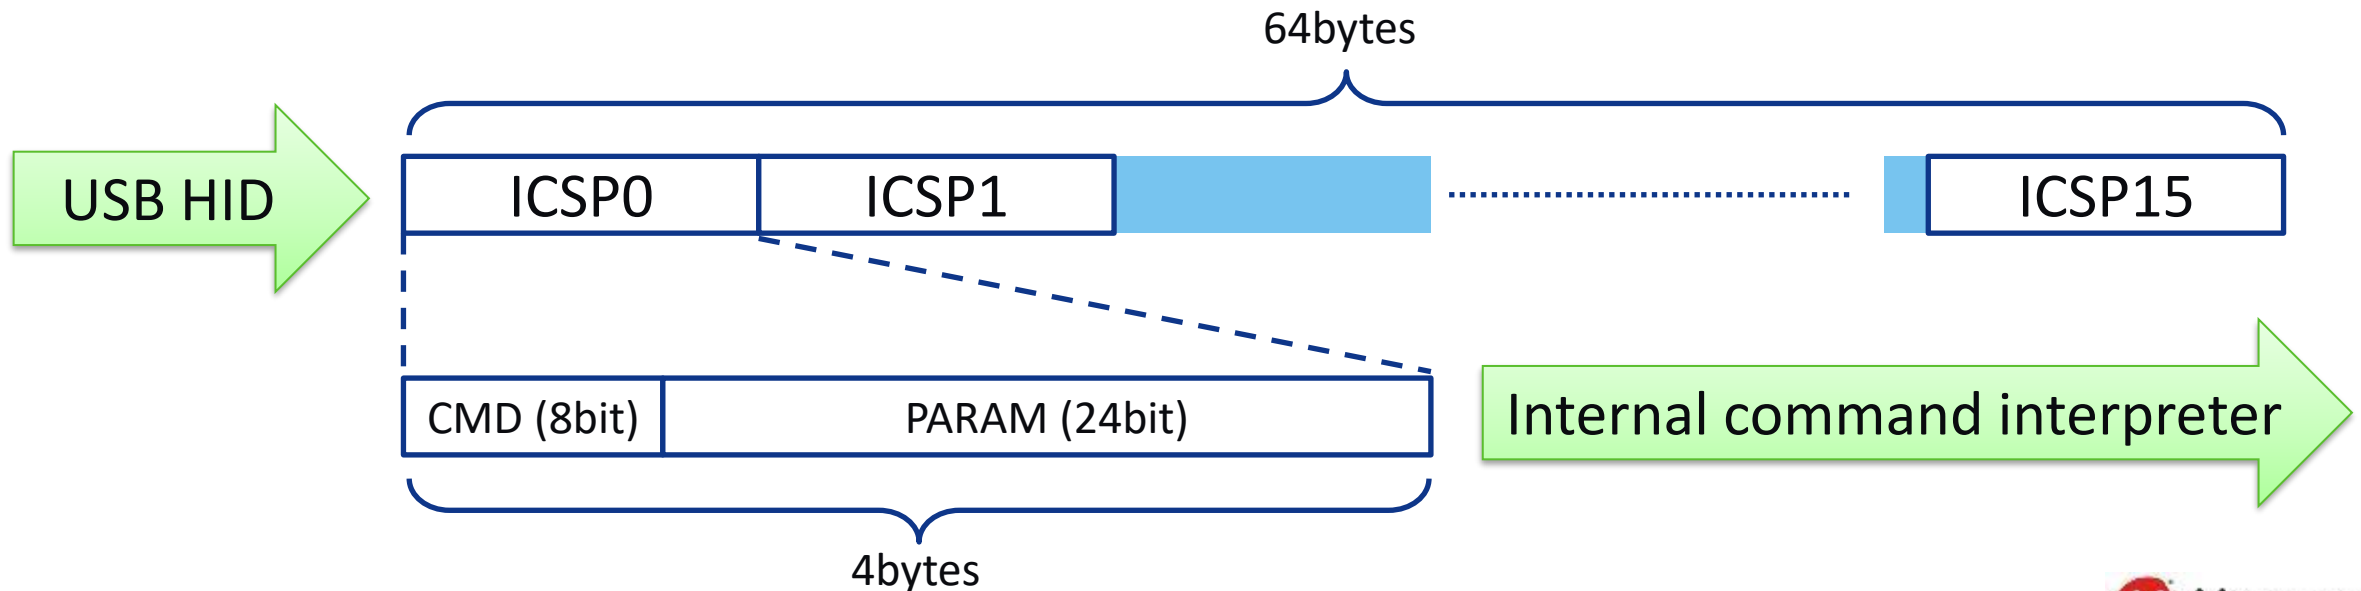 64bytes
USB HID
ICSP0
ICSP1
ICSP15
CMD (8bit)
PARAM (24bit)
Internal command interpreter
4bytes